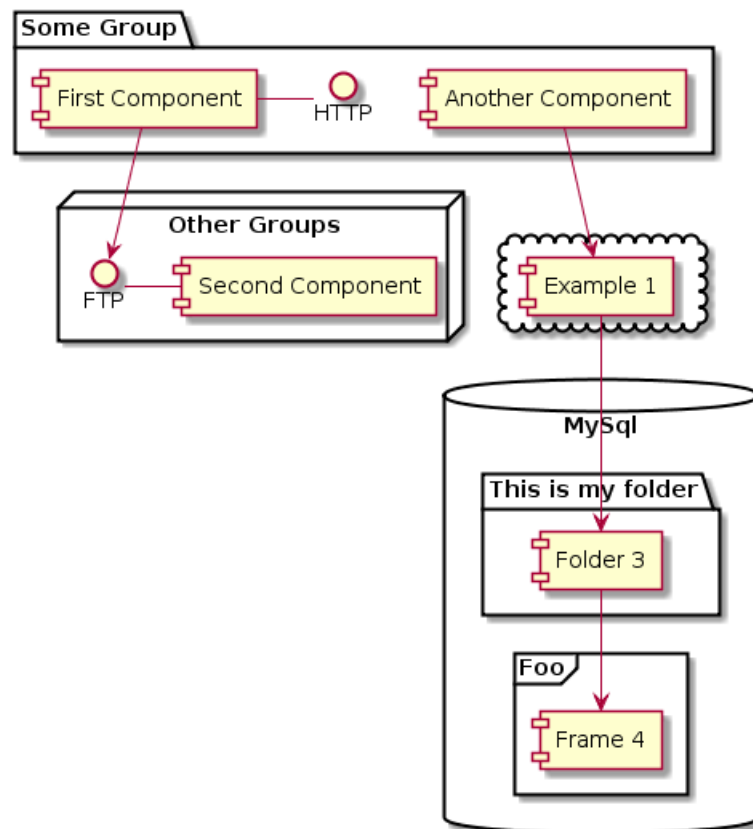 Some Group
First Component
HTTP
Another Component
Other Groups
FTP
Second Component
Example 1
MySql
This is my folder
Folder 3
Foo
Frame 4